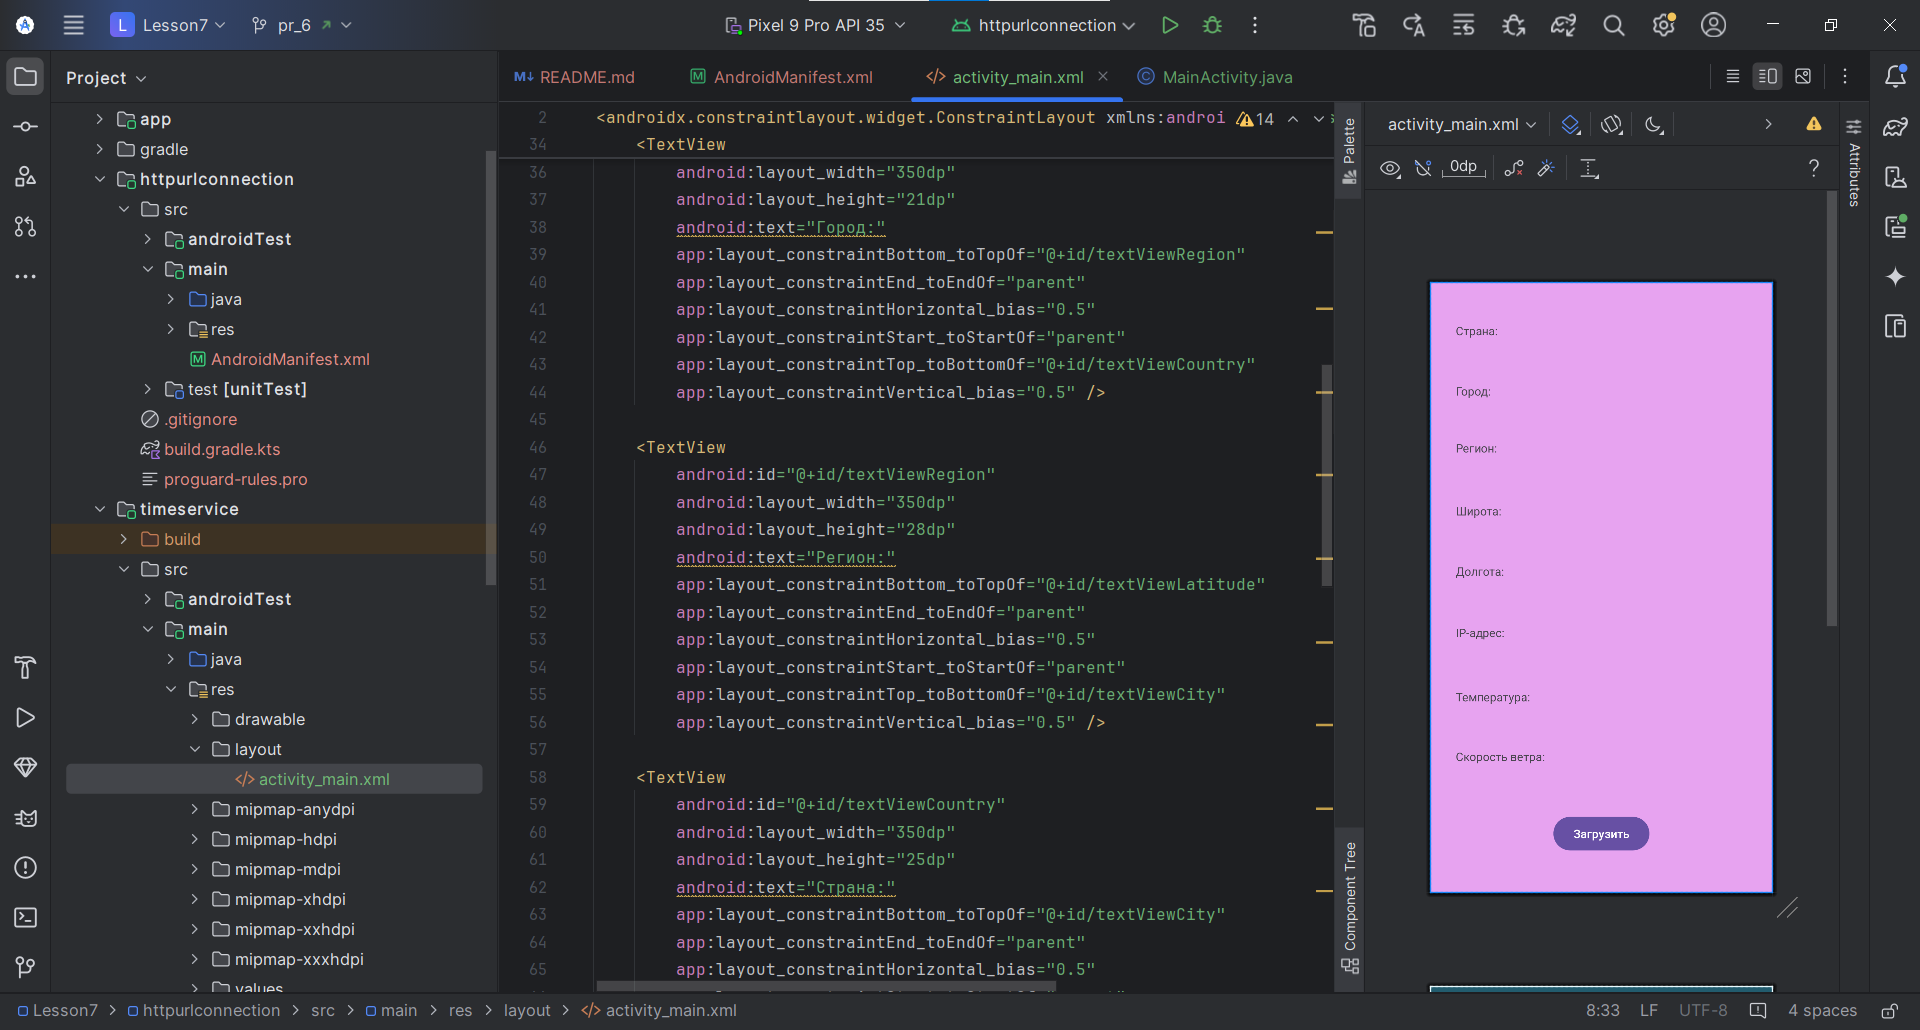 L Lesson7 pr_6 Pixel 9 Pro API 35 httpurlconnection
Project
app
gradle
httpurlconnection
src
androidTest
main
java
res
AndroidManifest.xml
test [unitTest]
.gitignore
build.gradle.kts
proguard-rules.pro
timeservice
build
src
androidTest
main
java
res
drawable
layout
</> activity_main.xml
mipmap-anydpi
mipmap-hdpi
mipmap-mdpi
mipmap-xhdpi
mipmap-xxhdpi
mipmap-xxxhdpi
values
M↓ README.md M AndroidManifest.xml </> activity_main.xml C MainActivity.java
2 <androidx.constraintlayout.widget.ConstraintLayout xmlns:androi 14
34 <TextView
36 android:layout_width="350dp"
37 android:layout_height="21dp"
38 android:text="Город:"
39 app:layout_constraintBottom_toTopOf="@+id/textViewRegion"
40 app:layout_constraintEnd_toEndOf="parent"
41 app:layout_constraintHorizontal_bias="0.5"
42 app:layout_constraintStart_toStartOf="parent"
43 app:layout_constraintTop_toBottomOf="@+id/textViewCountry"
44 app:layout_constraintVertical_bias="0.5" />
45
46 <TextView
47 android:id="@+id/textViewRegion"
48 android:layout_width="350dp"
49 android:layout_height="28dp"
50 android:text="Регион:"
51 app:layout_constraintBottom_toTopOf="@+id/textViewLatitude"
52 app:layout_constraintEnd_toEndOf="parent"
53 app:layout_constraintHorizontal_bias="0.5"
54 app:layout_constraintStart_toStartOf="parent"
55 app:layout_constraintTop_toBottomOf="@+id/textViewCity"
56 app:layout_constraintVertical_bias="0.5" />
57
58 <TextView
59 android:id="@+id/textViewCountry"
60 android:layout_width="350dp"
61 android:layout_height="25dp"
62 android:text="Страна:"
63 app:layout_constraintBottom_toTopOf="@+id/textViewCity"
64 app:layout_constraintEnd_toEndOf="parent"
65 app:layout_constraintHorizontal_bias="0.5"
Palette
Component Tree
activity_main.xml
0dp ?
Attributes
Страна:
Город:
Регион:
Широта:
Долгота:
IP-адрес:
Температура:
Скорость ветра:
Загрузить
Lesson7 > httpurlconnection > src > main > res > layout > </> activity_main.xml 8:33 LF UTF-8 4 spaces